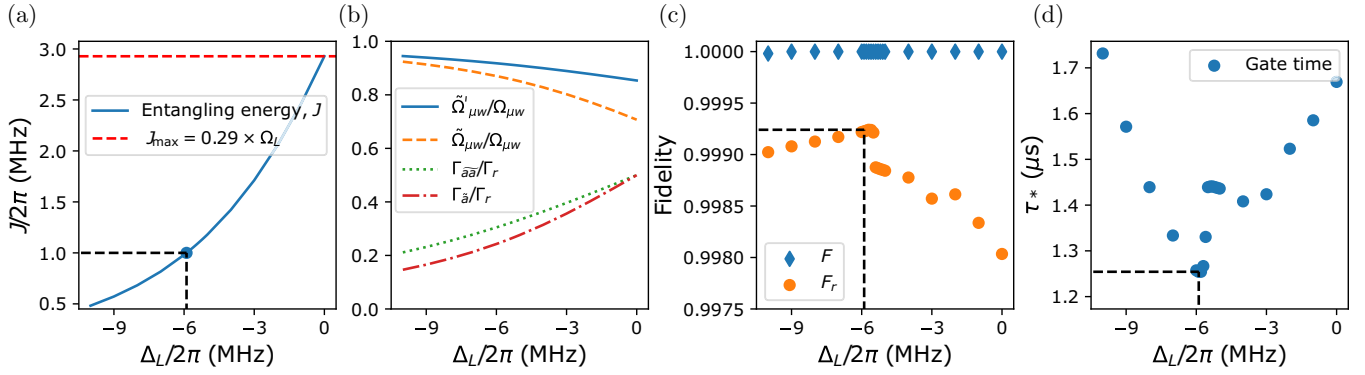 (a)
3.0
2.5
2.0
1.5
1.0
0.5
J/2π (MHz)
Entangling energy, J
J_max = 0.29 × Ω_L
−9
−6
−3
0
Δ_L/2π (MHz)
(b)
1.0
0.8
0.6
0.4
0.2
0.0
Ω̃'_μw/Ω_μw
Ω̃_μw/Ω_μw
Γ_ãã/Γ_r
Γ_ã/Γ_r
−9
−6
−3
0
Δ_L/2π (MHz)
(c)
1.0000
0.9995
0.9990
0.9985
0.9980
0.9975
Fidelity
F
F_r
−9
−6
−3
0
Δ_L/2π (MHz)
(d)
1.7
1.6
1.5
1.4
1.3
1.2
τ* (μs)
Gate time
−9
−6
−3
0
Δ_L/2π (MHz)